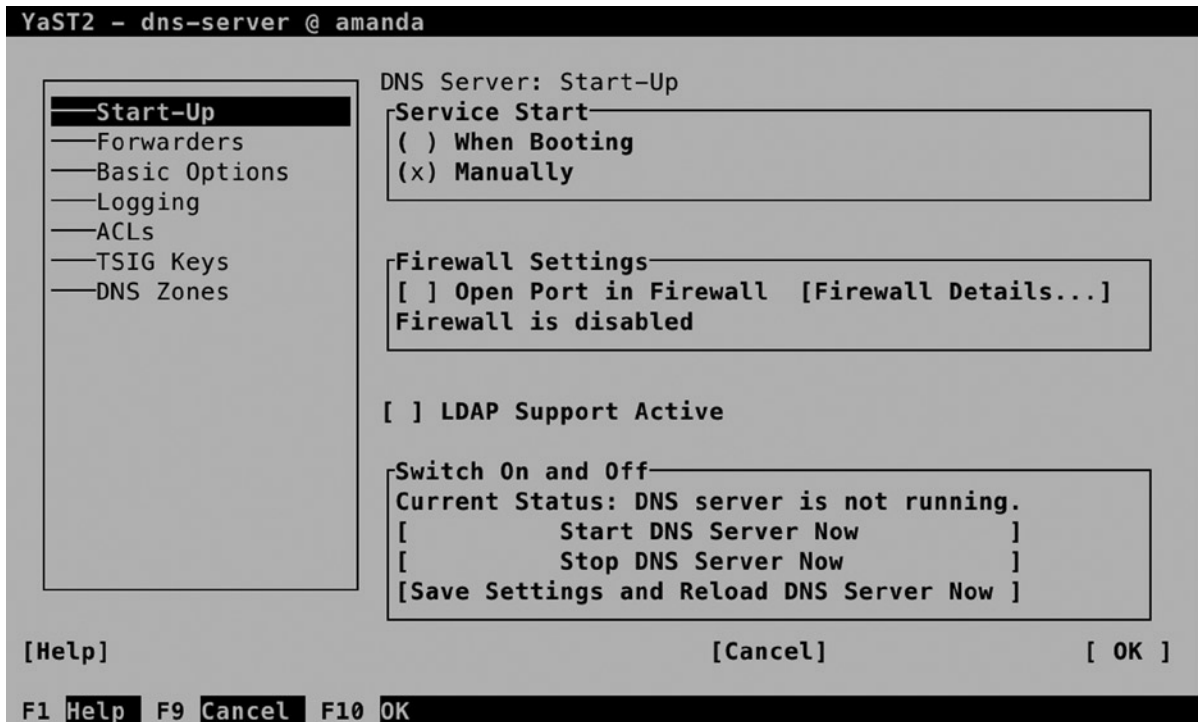 YaST2 - dns-server @ amanda
Start-Up
Forwarders
Basic Options
Logging
ACLs
TSIG Keys
DNS Zones
DNS Server: Start-Up
Service Start
( ) When Booting
(x) Manually
Firewall Settings
[ ] Open Port in Firewall [Firewall Details...]
Firewall is disabled
[ ] LDAP Support Active
Switch On and Off
Current Status: DNS server is not running.
[ Start DNS Server Now ]
[ Stop DNS Server Now ]
[Save Settings and Reload DNS Server Now ]
[Help] [Cancel] [ OK ]
F1 Help F9 Cancel F10 OK